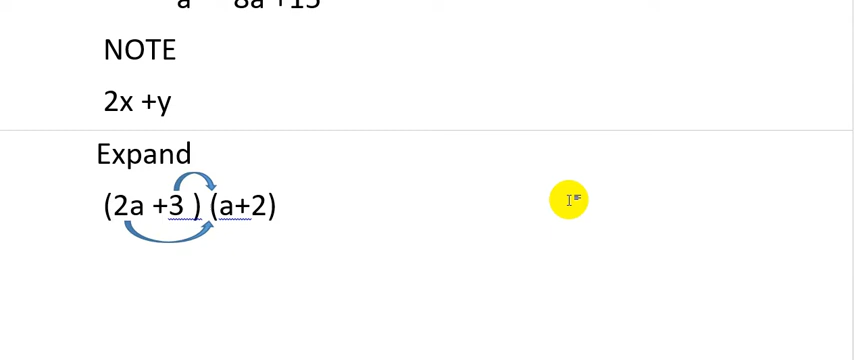 NOTE
2x +y
Expand
(2a +3 ) (a+2)